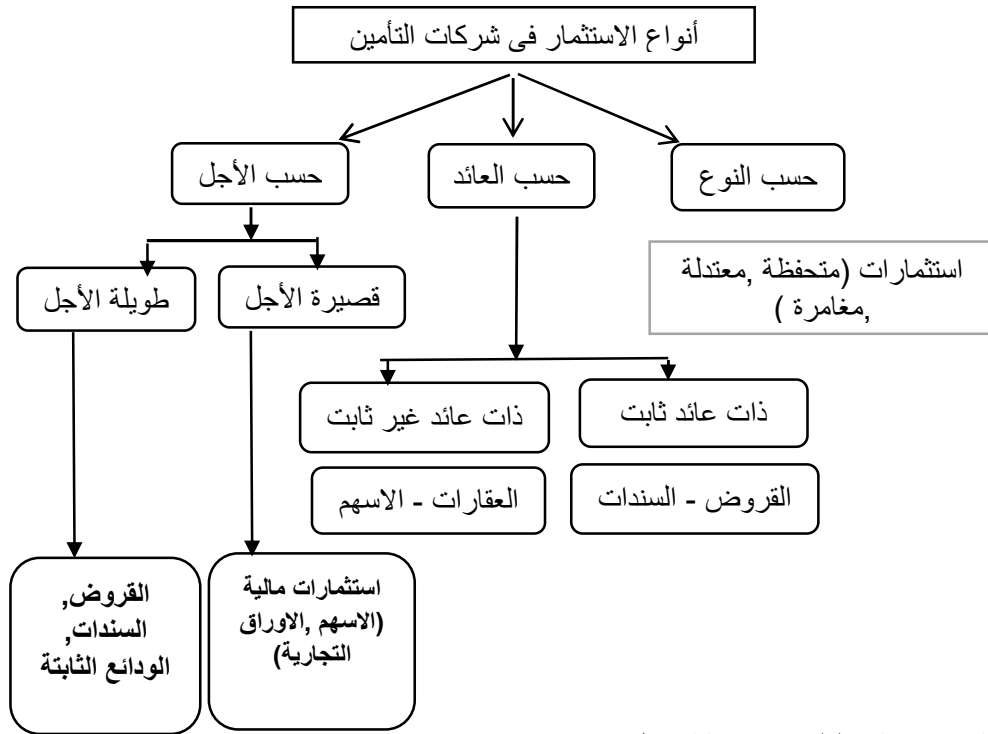 أنواع الاستثمار فى شركات التأمين
حسب النوع
حسب العائد
حسب الأجل
استثمارات (متحفظة ,معتدلة
,مغامرة )
قصيرة الأجل
طويلة الأجل
ذات عائد ثابت
ذات عائد غير ثابت
القروض - السندات
العقارات - الاسهم
استثمارات مالية
(الاسهم ,الاوراق
التجارية)
القروض,
السندات,
الودائع الثابتة